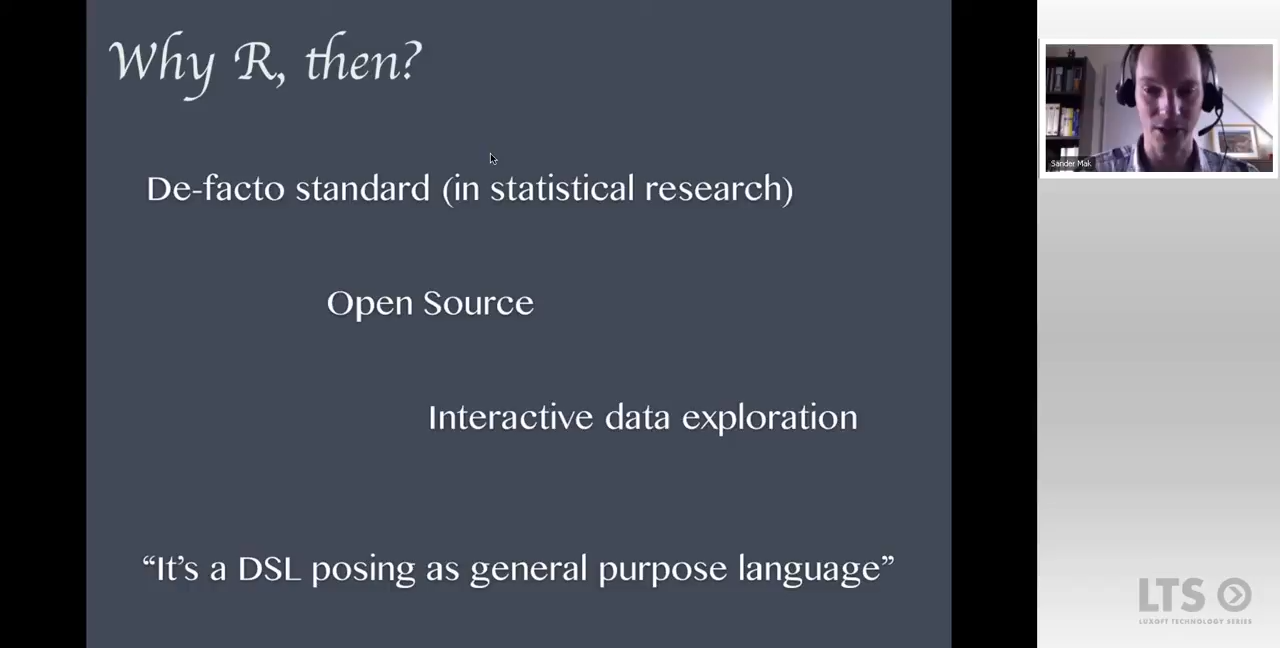 Why R, then?
De-facto standard (in statistical research)
Open Source
Interactive data exploration
“It’s a DSL posing as general purpose language”
Sander Mak
LTS
LUXOFT TECHNOLOGY SERIES